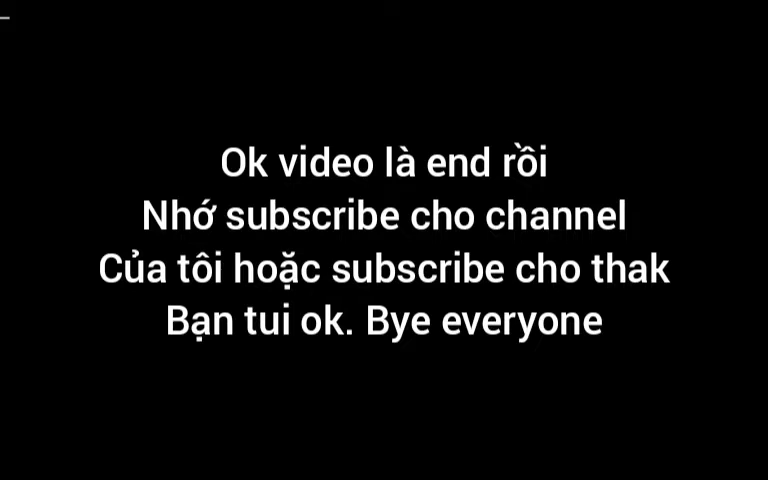 Ok video là end rồi
Nhớ subscribe cho channel
Của tôi hoặc subscribe cho thak
Bạn tui ok. Bye everyone